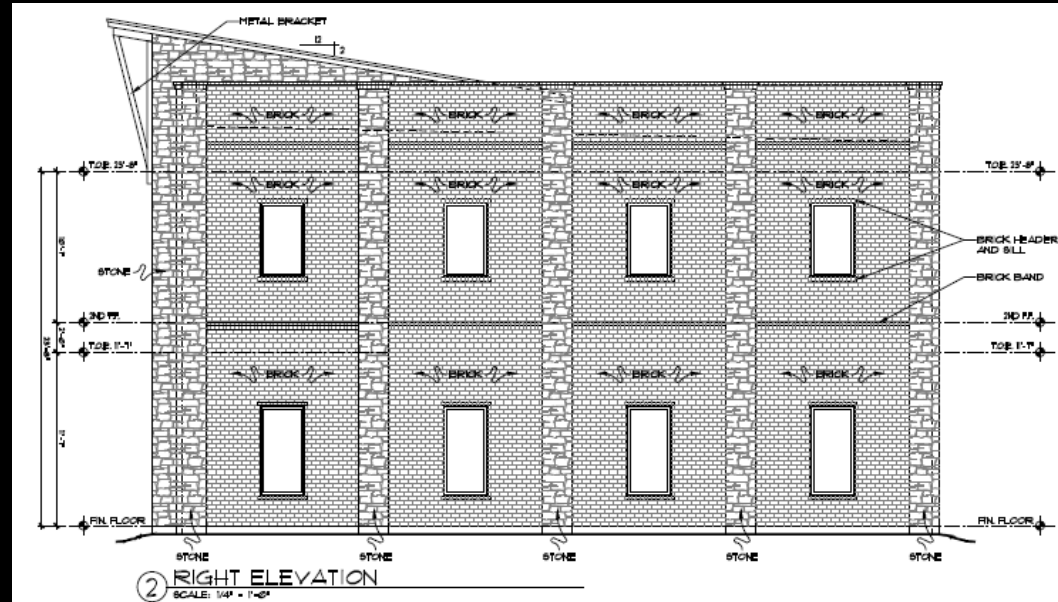 METAL BRACKET
12
2
BRICK
BRICK
BRICK
BRICK
T.O.B. 23'-8"
T.O.B. 23'-8"
BRICK
BRICK
BRICK
BRICK
BRICK HEADER
AND SILL
STONE
BRICK BAND
2ND F.F.
2ND F.F.
T.O.B. 11'-7"
T.O.B. 11'-7"
BRICK
BRICK
BRICK
BRICK
11'-7"
FIN. FLOOR
FIN. FLOOR
STONE
STONE
STONE
STONE
STONE
2
RIGHT ELEVATION
SCALE: 1/4" = 1'-0"